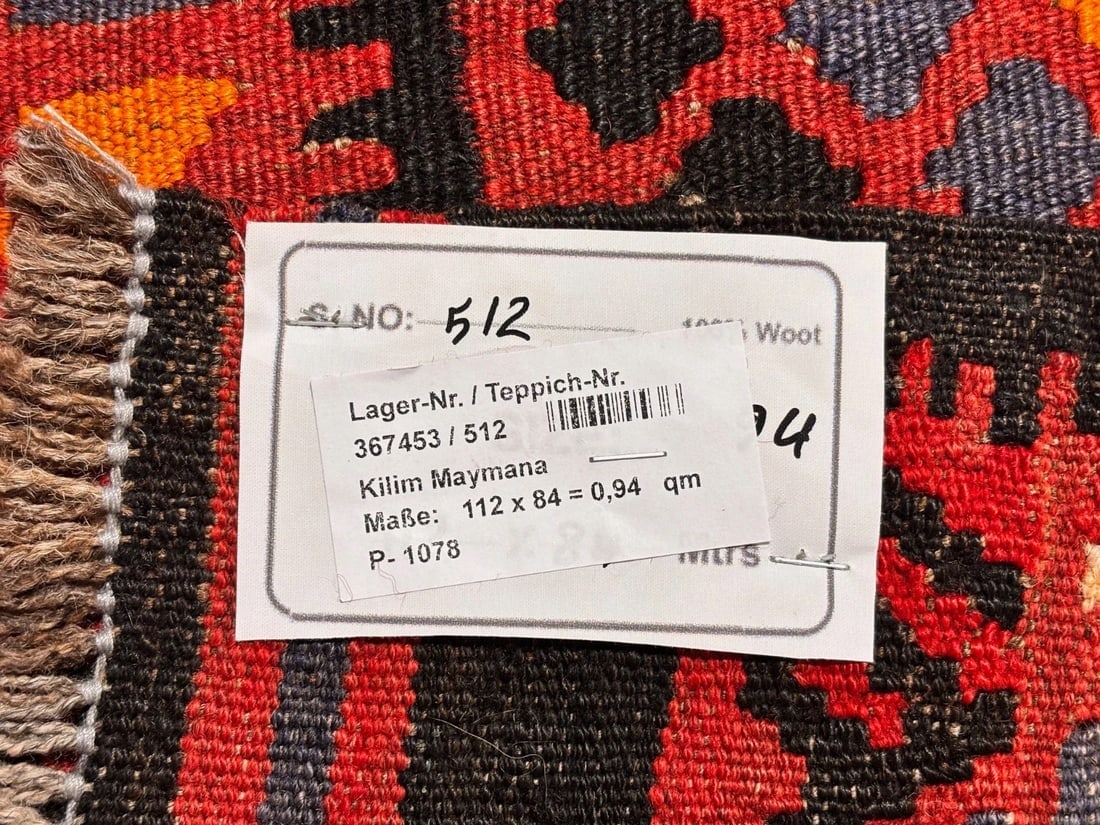 NO: 512
Woot
Lager-Nr. / Teppich-Nr.
367453 / 512
Kilim Maymana
Maße: 112 x 84 = 0,94 qm
P- 1078
94
Mtrs